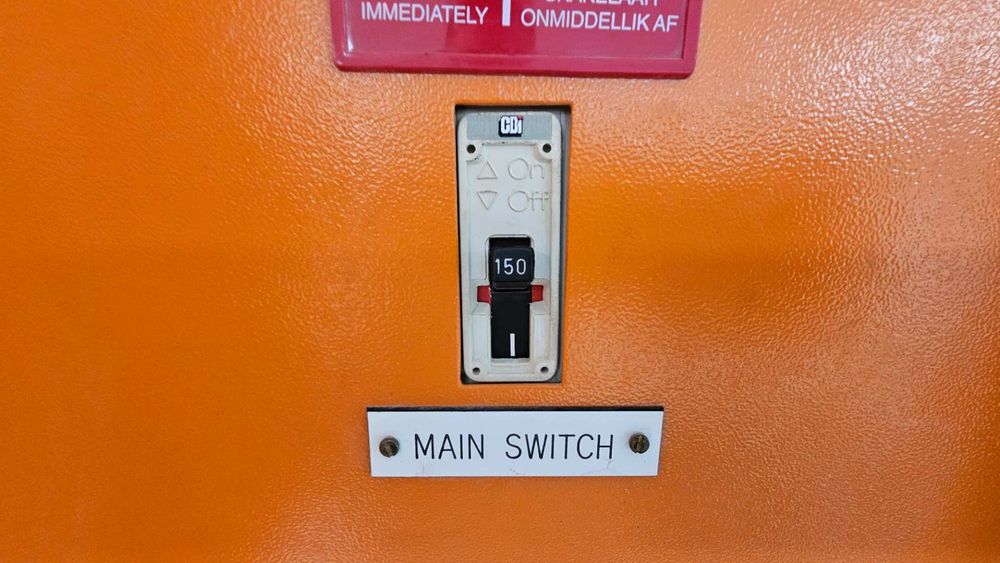 IMMEDIATELY
ONMIDDELLIK AF
CDi
△ On
▽ Off
150
I
MAIN SWITCH